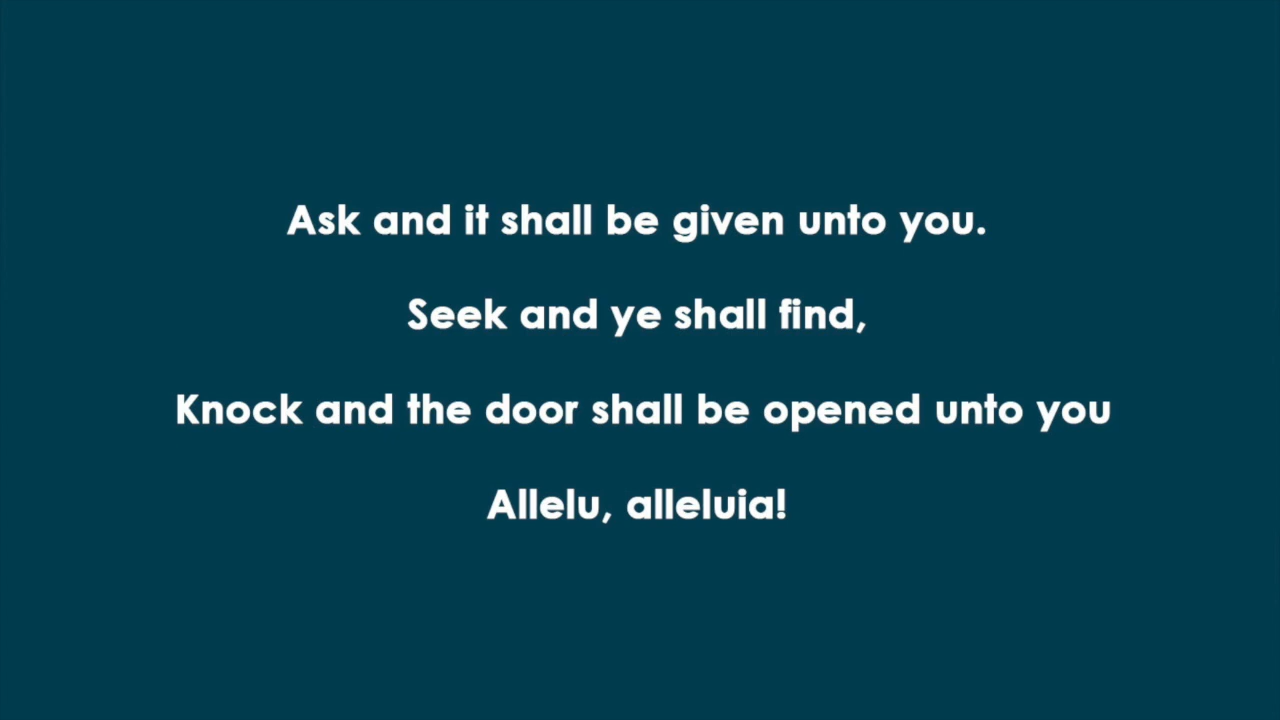 Ask and it shall be given unto you.
Seek and ye shall find,
Knock and the door shall be opened unto you
Allelu, alleluia!